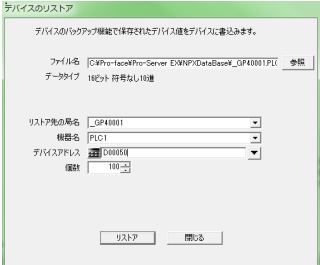 デバイスのリストア
デバイスのバックアップ機能で保存されたデバイス値をデバイスに書込みます。
ファイル名 C:¥Pro-face¥Pro-Server EX¥NPXDataBase¥_GP40001.PLC 参照
データタイプ 16ビット 符号なし10進
リストア先の局名 _GP40001
機器名 PLC1
デバイスアドレス D00050
個数 100
リストア 閉じる